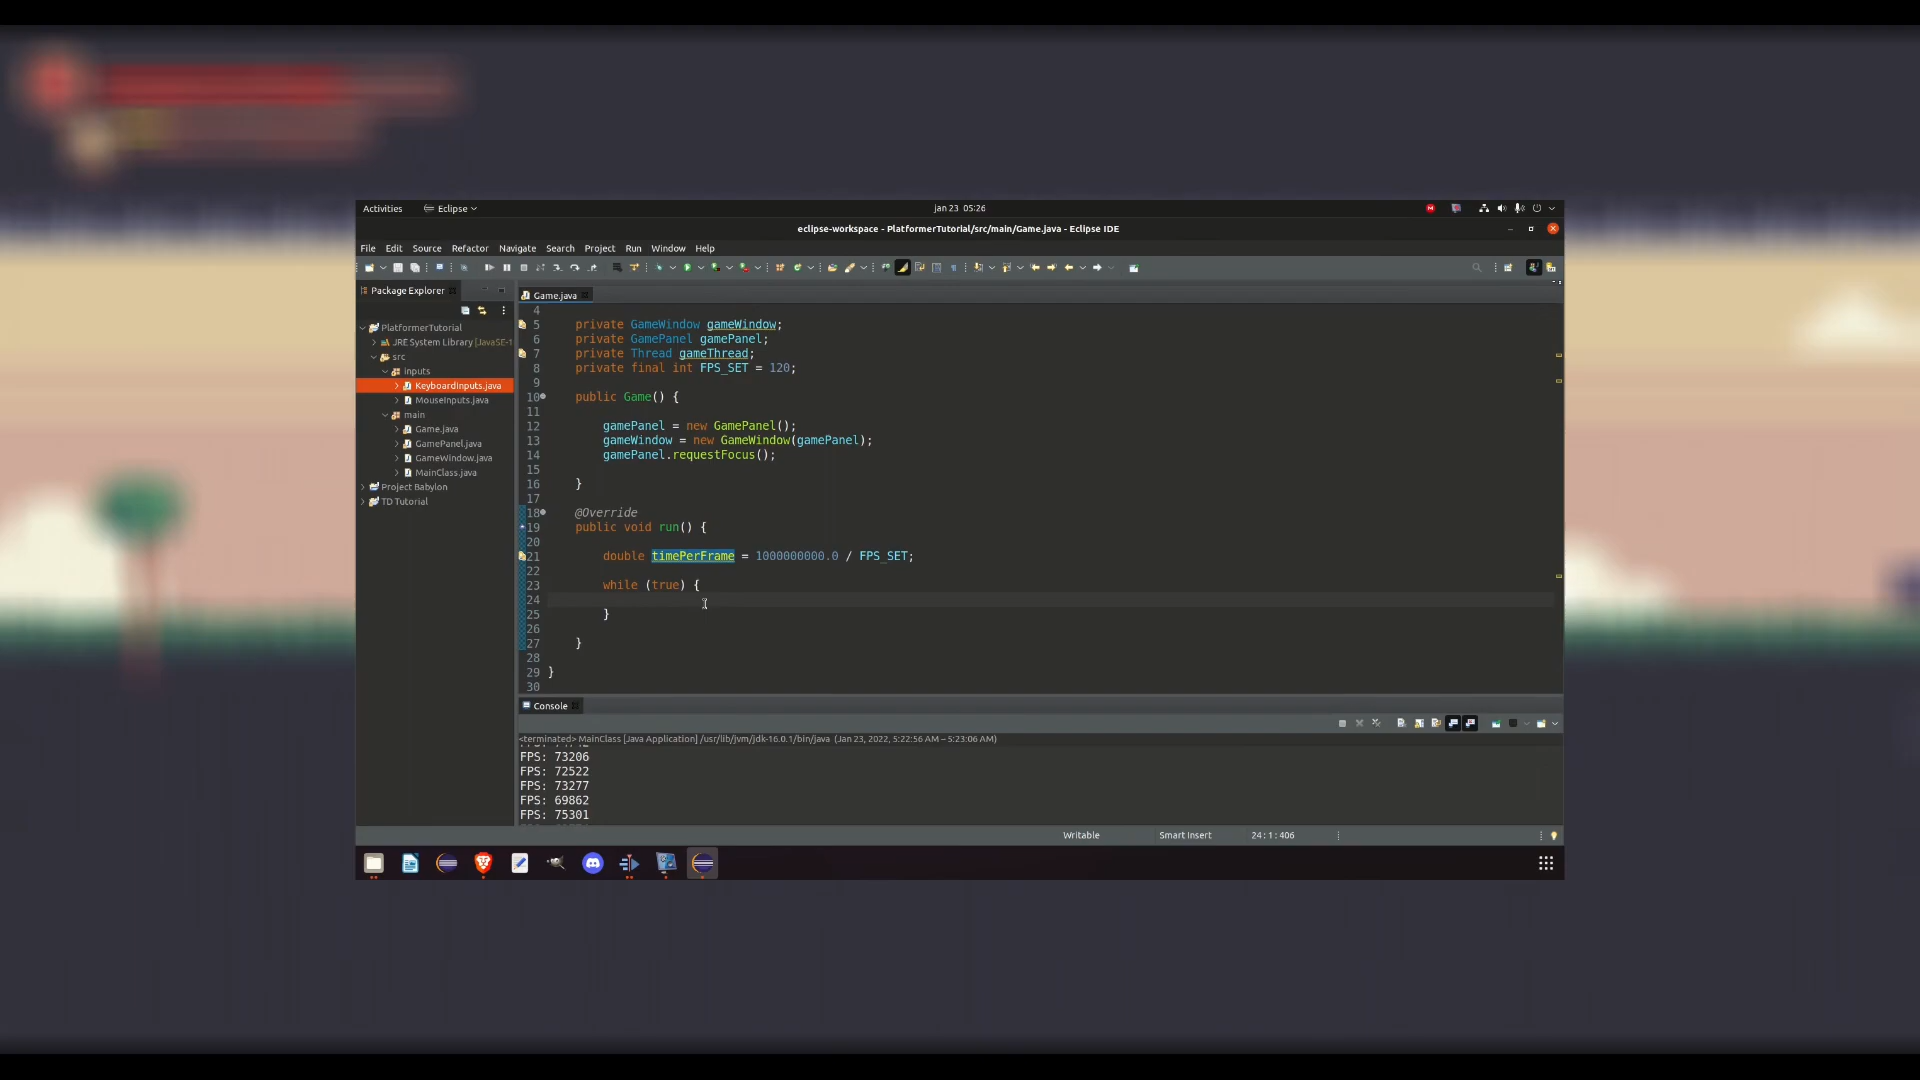 Activities
Eclipse
jan 23 05:26
eclipse-workspace - PlatformerTutorial/src/main/Game.java - Eclipse IDE
File Edit Source Refactor Navigate Search Project Run Window Help
Package Explorer
Game.java
PlatformerTutorial
JRE System Library [JavaSE-1
src
inputs
KeyboardInputs.java
MouseInputs.java
main
Game.java
GamePanel.java
GameWindow.java
MainClass.java
Project Babylon
TD Tutorial
4
5 private GameWindow gameWindow;
6 private GamePanel gamePanel;
7 private Thread gameThread;
8 private final int FPS_SET = 120;
9
10 public Game() {
11
12 gamePanel = new GamePanel();
13 gameWindow = new GameWindow(gamePanel);
14 gamePanel.requestFocus();
15
16 }
17
18 @Override
19 public void run() {
20
21 double timePerFrame = 1000000000.0 / FPS_SET;
22
23 while (true) {
24
25 }
26
27 }
28
29 }
30
Console
<terminated> MainClass [Java Application] /usr/lib/jvm/jdk-16.0.1/bin/java (Jan 23, 2022, 5:22:56 AM – 5:23:06 AM)
FPS: 73206
FPS: 72522
FPS: 73277
FPS: 69862
FPS: 75301
Writable
Smart Insert
24 : 1 : 406